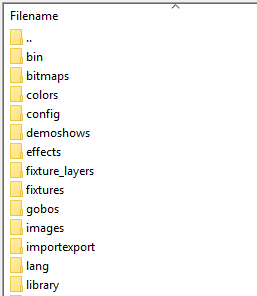 Filename
..
bin
bitmaps
colors
config
demoshows
effects
fixture_layers
fixtures
gobos
images
importexport
lang
library